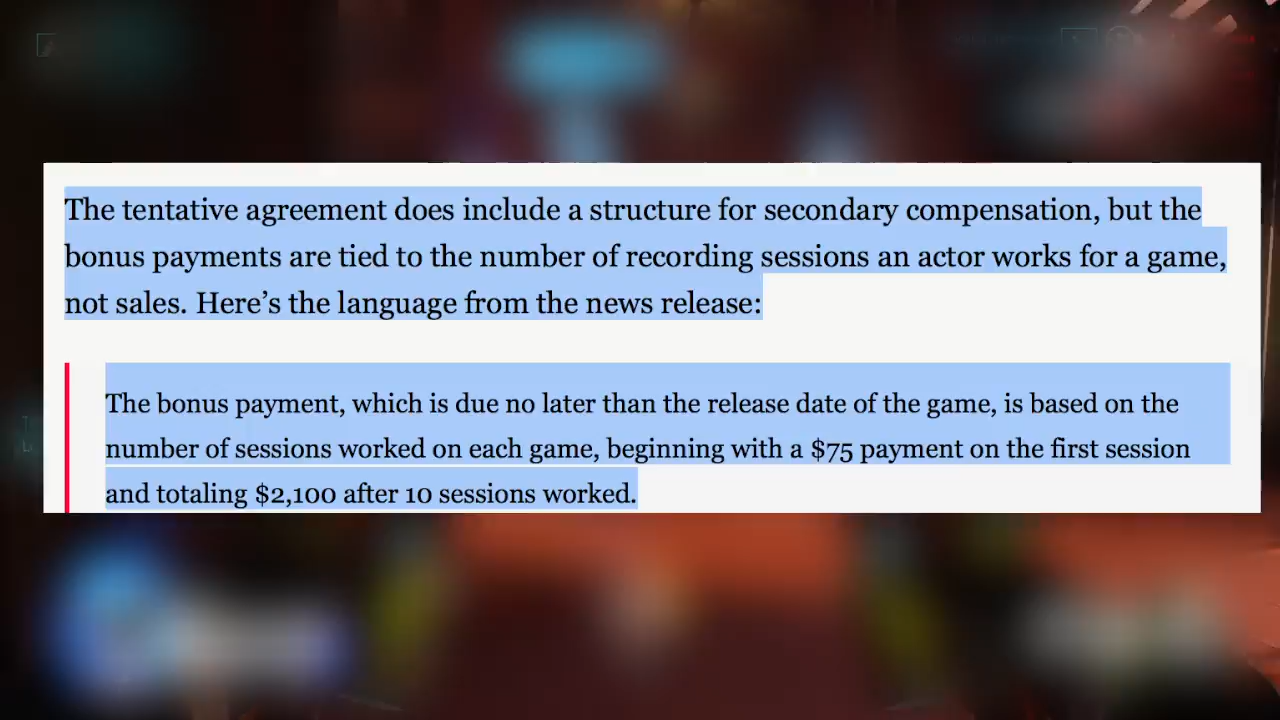 The tentative agreement does include a structure for secondary compensation, but the
bonus payments are tied to the number of recording sessions an actor works for a game,
not sales. Here’s the language from the news release:
The bonus payment, which is due no later than the release date of the game, is based on the
number of sessions worked on each game, beginning with a $75 payment on the first session
and totaling $2,100 after 10 sessions worked.